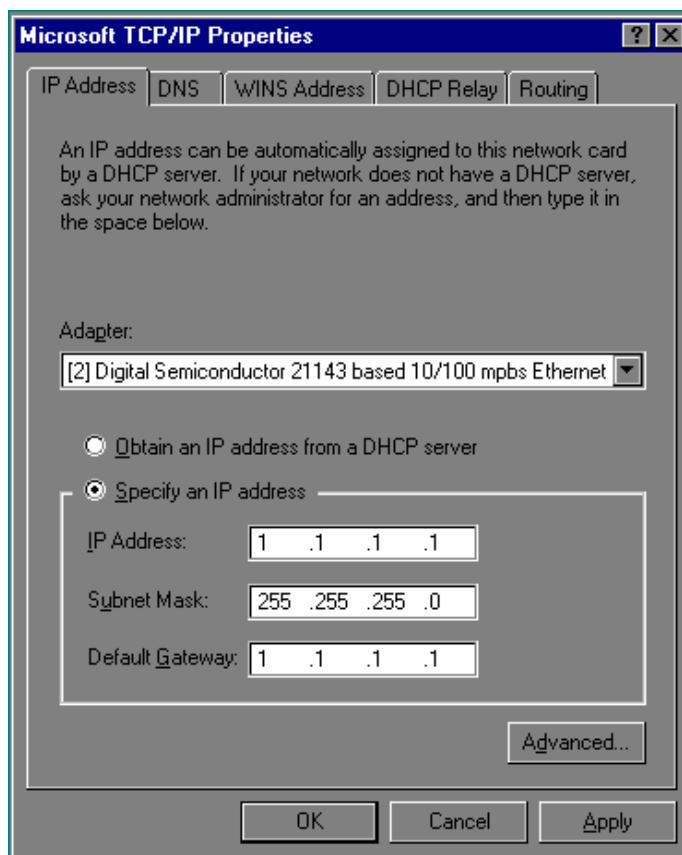 Microsoft TCP/IP Properties
IP Address DNS WINS Address DHCP Relay Routing
An IP address can be automatically assigned to this network card
by a DHCP server. If your network does not have a DHCP server,
ask your network administrator for an address, and then type it in
the space below.
Adapter:
[2] Digital Semiconductor 21143 based 10/100 mpbs Ethernet
Obtain an IP address from a DHCP server
Specify an IP address
IP Address: 1 .1 .1 .1
Subnet Mask: 255 .255 .255 .0
Default Gateway: 1 .1 .1 .1
Advanced...
OK Cancel Apply